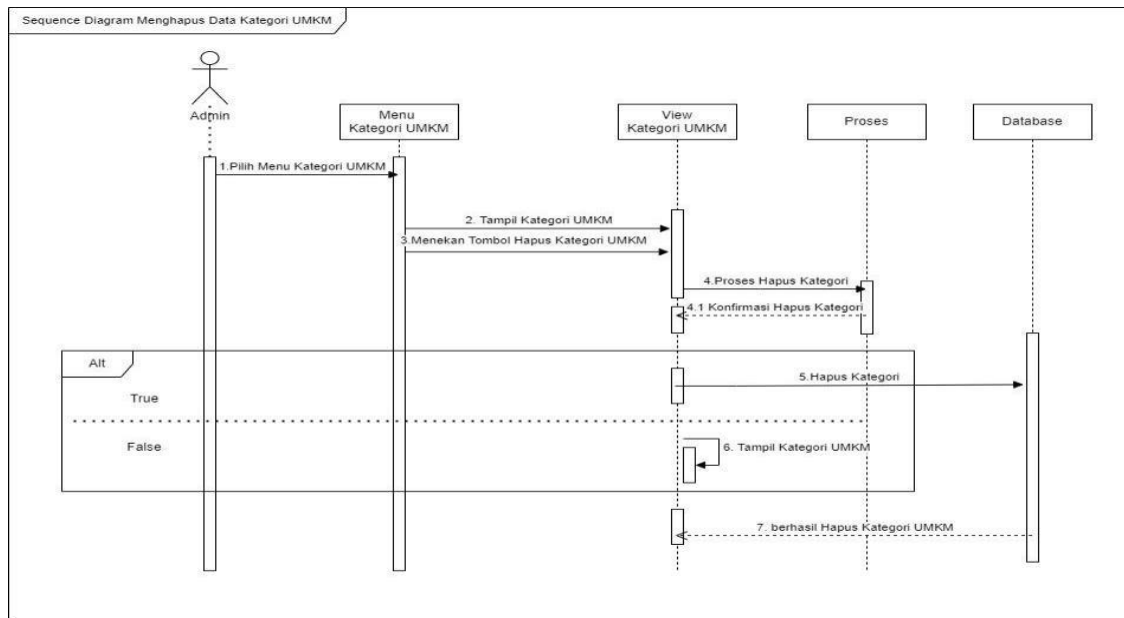 Sequence Diagram Menghapus Data Kategori UMKM
Admin
Menu
Kategori UMKM
View
Kategori UMKM
Proses
Database
1.Pilih Menu Kategori UMKM
2. Tampil Kategori UMKM
3.Menekan Tombol Hapus Kategori UMKM
4.Proses Hapus Kategori
4.1 Konfirmasi Hapus Kategori
Alt
True
5.Hapus Kategori
False
6. Tampil Kategori UMKM
7. berhasil Hapus Kategori UMKM